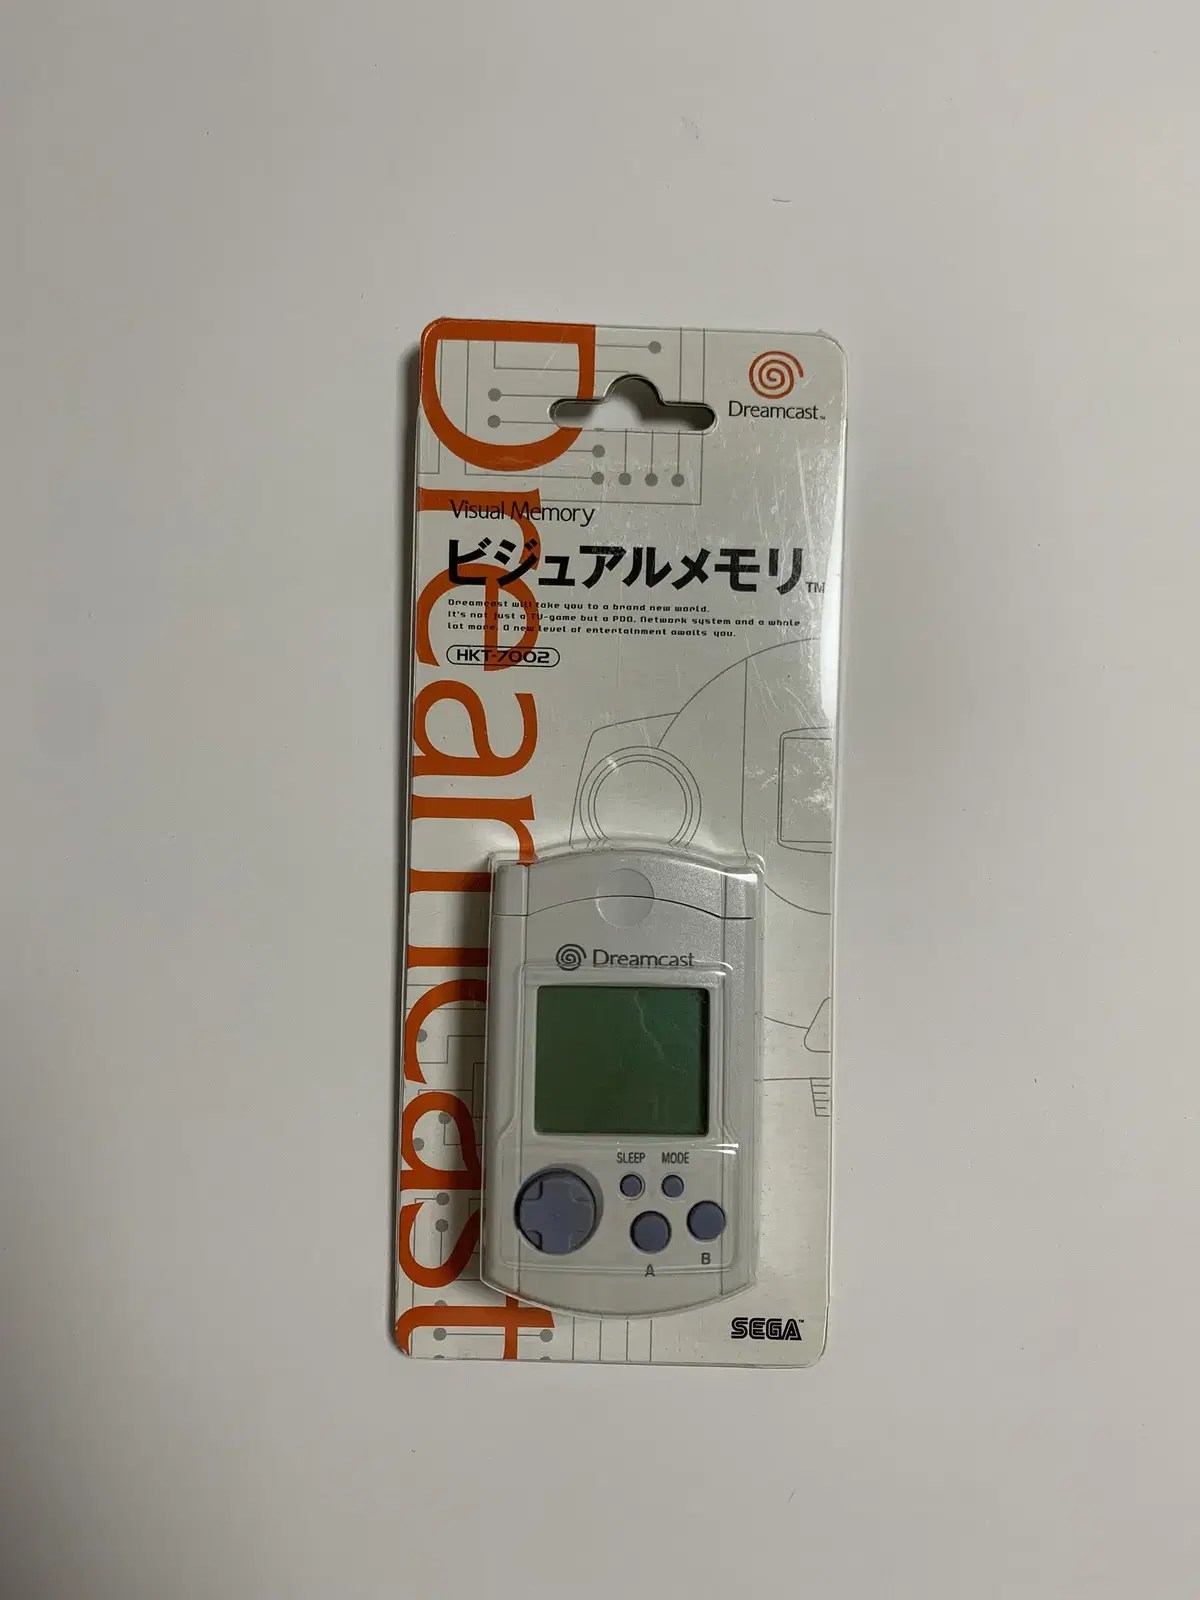 Dreamcast
Dreamcast™
Visual Memory
ビジュアルメモリ™
Dreamcast will take you to a brand new world.
It's not just a TV-game but a PDA, Network system and a whole
lot more. A new level of entertainment awaits you.
HKT-7002
Dreamcast
SLEEP MODE
A B
SEGA™